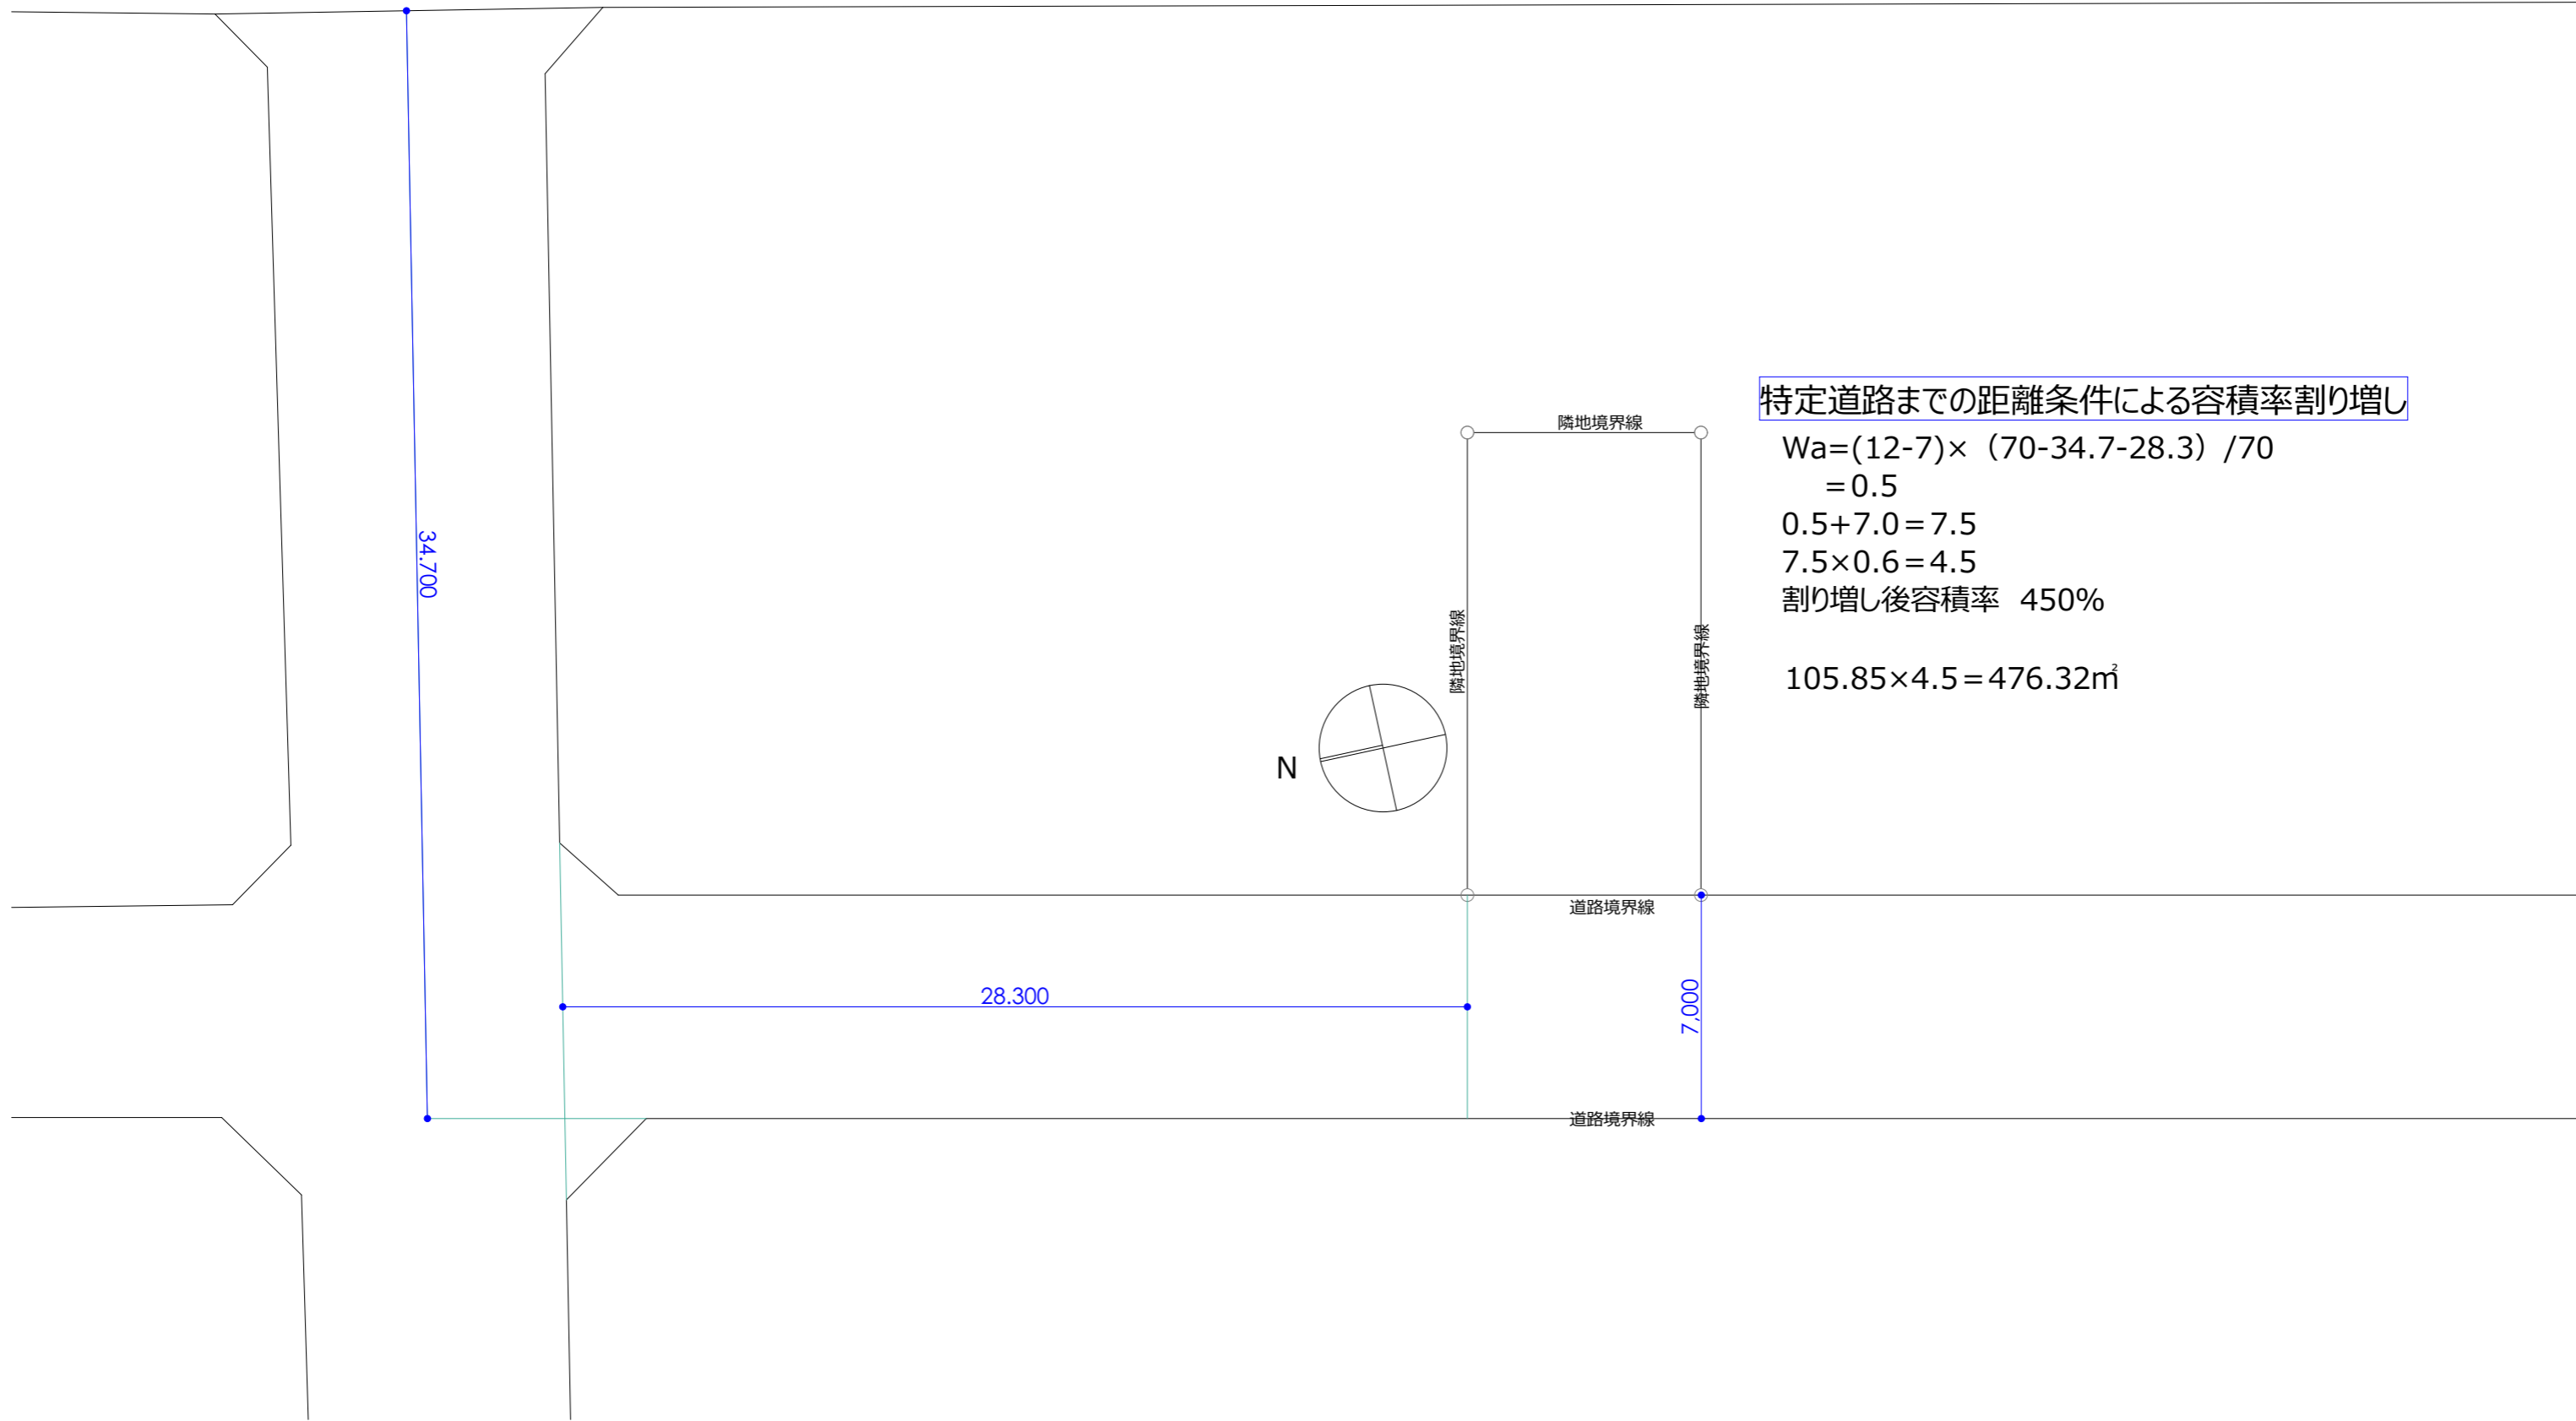 特定道路までの距離条件による容積率割り増し
Wa=(12-7)×（70-34.7-28.3）/70
=0.5
0.5+7.0=7.5
7.5×0.6=4.5
割り増し後容積率 450%
105.85×4.5=476.32㎡
隣地境界線
隣地境界線
隣地境界線
34.700
N
道路境界線
28.300
7,000
道路境界線